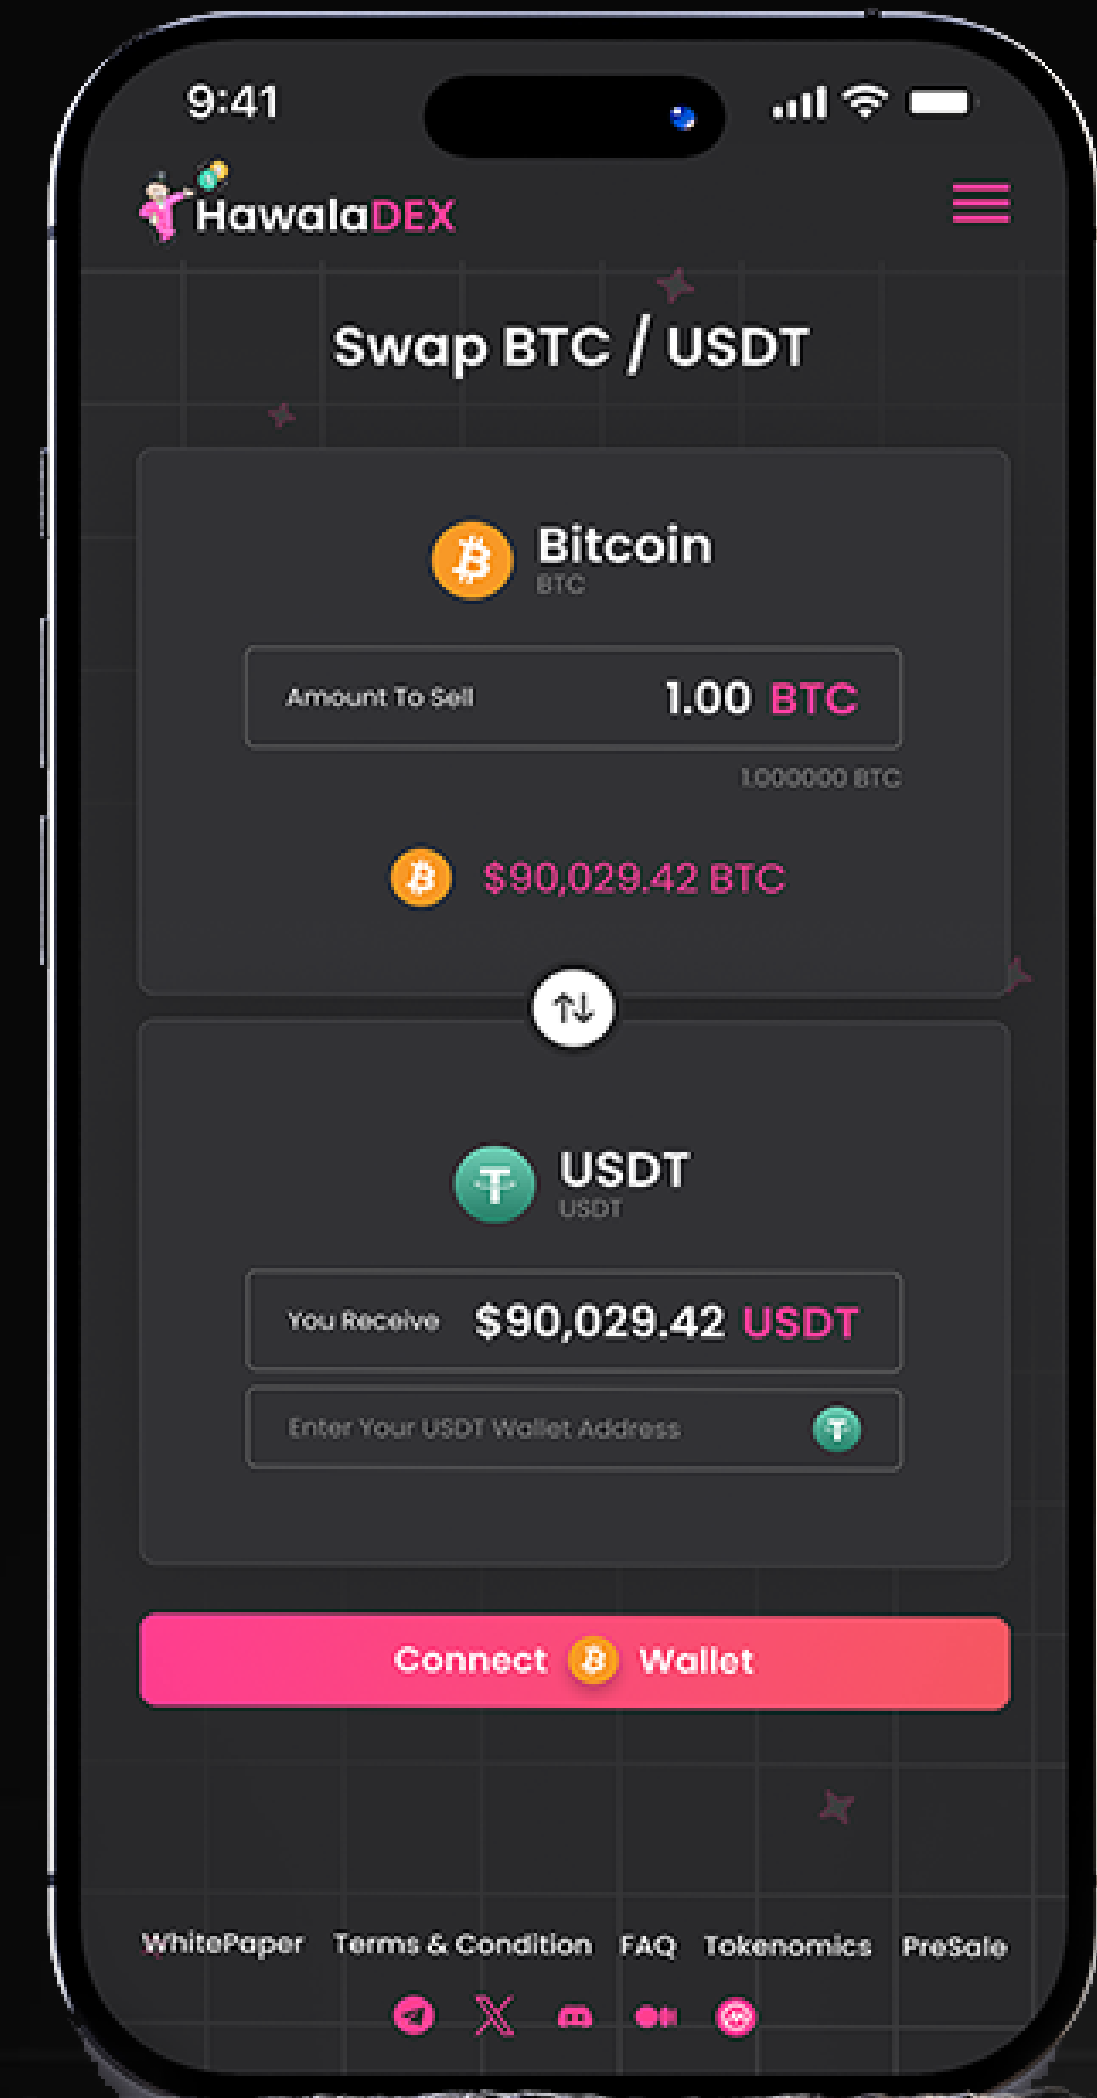 9:41
HawalaDEX
Swap BTC / USDT
Bitcoin
BTC
Amount To Sell 1.00 BTC
1.000000 BTC
$90,029.42 BTC
USDT
USDT
You Receive $90,029.42 USDT
Enter Your USDT Wallet Address
Connect Wallet
WhitePaper Terms & Condition FAQ Tokenomics PreSale